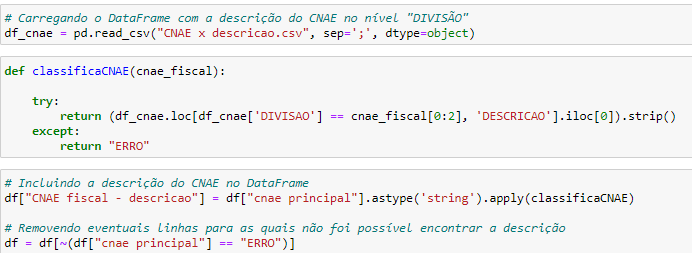 # Carregando o DataFrame com a descrição do CNAE no nível "DIVISÃO"
df_cnae = pd.read_csv("CNAE x descricao.csv", sep=';', dtype=object)
def classificaCNAE(cnae_fiscal):
    try:
        return (df_cnae.loc[df_cnae['DIVISAO'] == cnae_fiscal[0:2], 'DESCRICAO'].iloc[0]).strip()
    except:
        return "ERRO"
# Incluindo a descrição do CNAE no DataFrame
df["CNAE fiscal - descricao"] = df["cnae principal"].astype('string').apply(classificaCNAE)
# Removendo eventuais linhas para as quais não foi possível encontrar a descrição
df = df[~(df["cnae principal"] == "ERRO")]